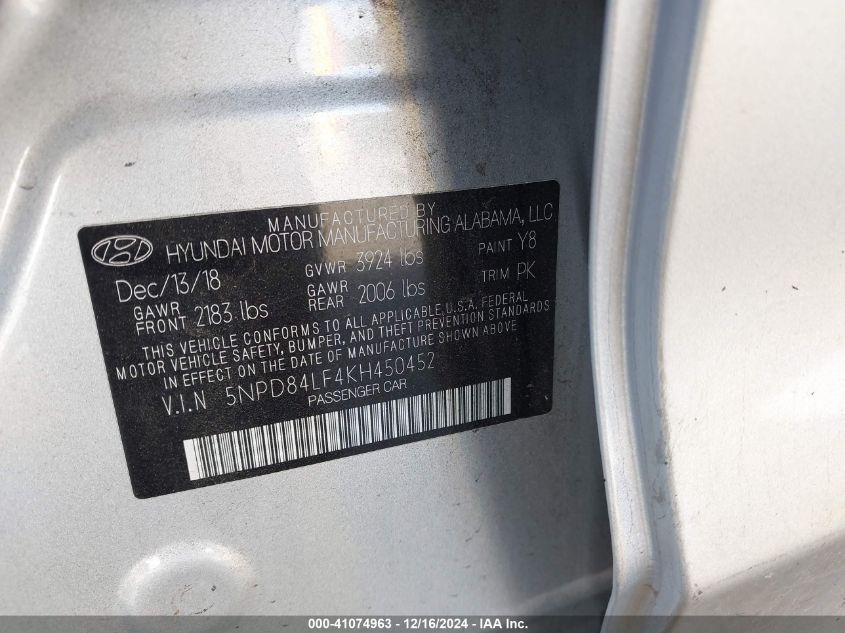 MANUFACTURED BY
HYUNDAI MOTOR MANUFACTURING ALABAMA, LLC
Dec/13/18 GVWR 3924 lbs PAINT Y8
GAWR FRONT 2183 lbs GAWR REAR 2006 lbs TRIM PK
THIS VEHICLE CONFORMS TO ALL APPLICABLE U.S.A. FEDERAL
MOTOR VEHICLE SAFETY, BUMPER, AND THEFT PREVENTION STANDARDS
IN EFFECT ON THE DATE OF MANUFACTURE SHOWN ABOVE
V.I.N 5NPD84LF4KH450452
PASSENGER CAR
000-41074963 - 12/16/2024 - IAA Inc.